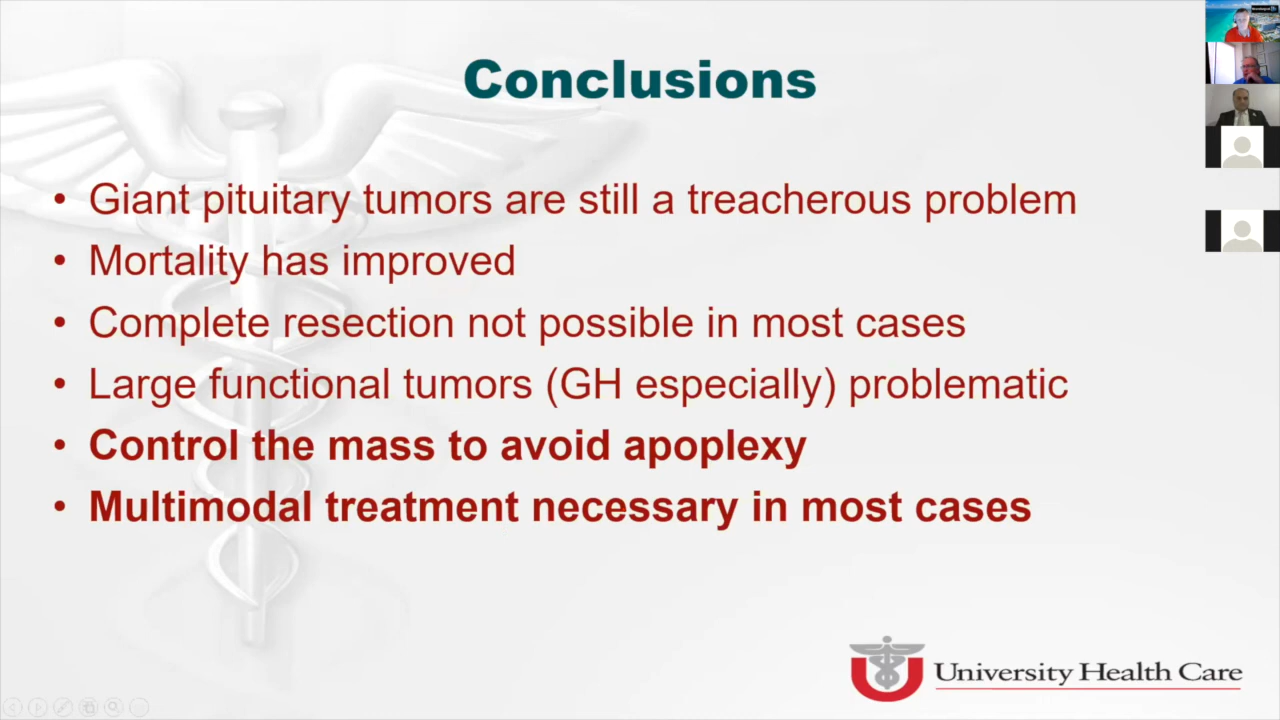 Conclusions
• Giant pituitary tumors are still a treacherous problem
• Mortality has improved
• Complete resection not possible in most cases
• Large functional tumors (GH especially) problematic
• Control the mass to avoid apoplexy
• Multimodal treatment necessary in most cases
University Health Care